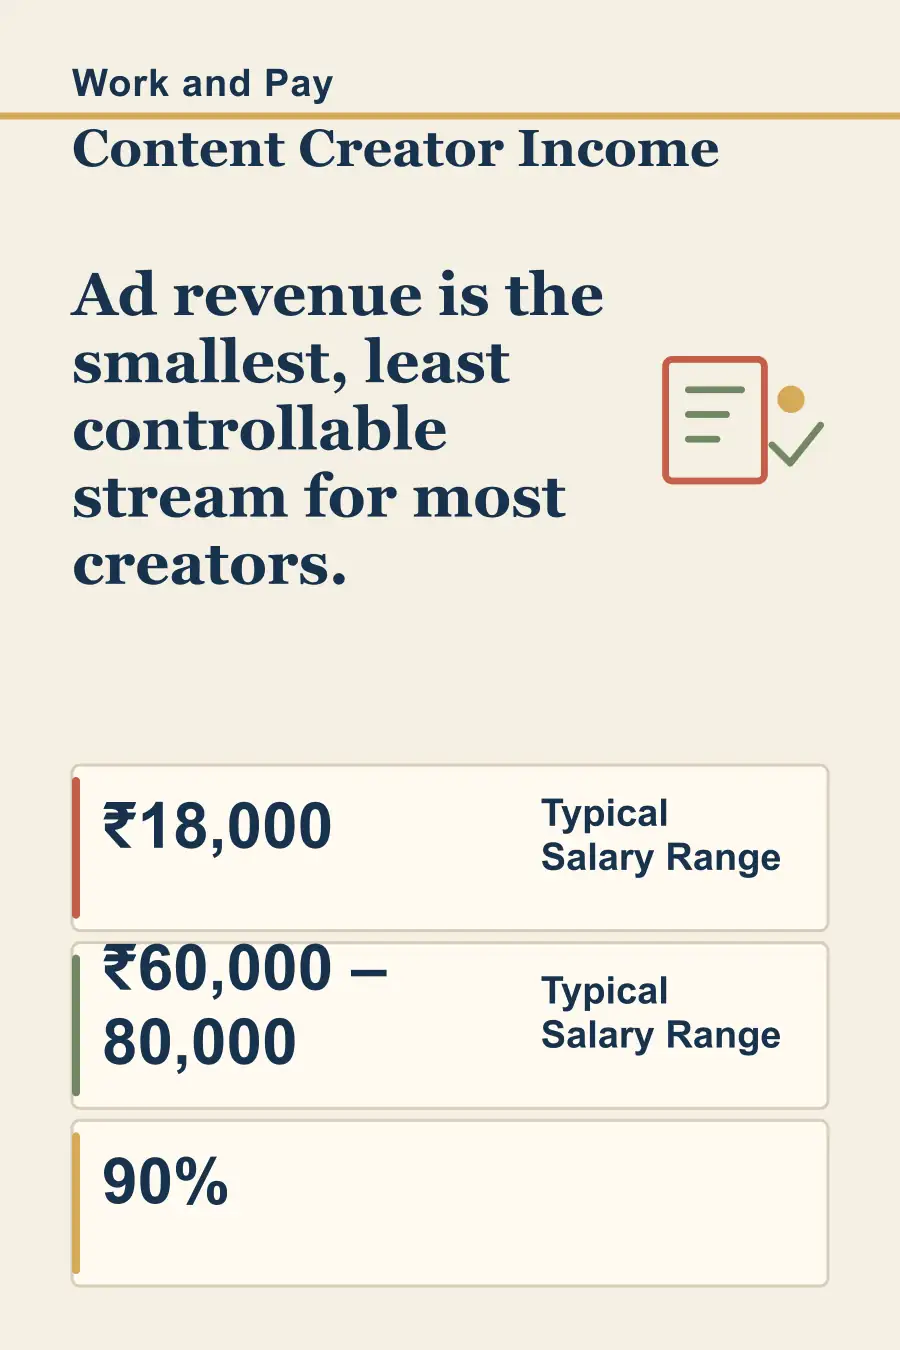 Work and Pay
Content Creator Income
Ad revenue is the
smallest, least
controllable
stream for most
creators.
₹18,000
Typical
Salary Range
₹60,000 –
80,000
Typical
Salary Range
90%